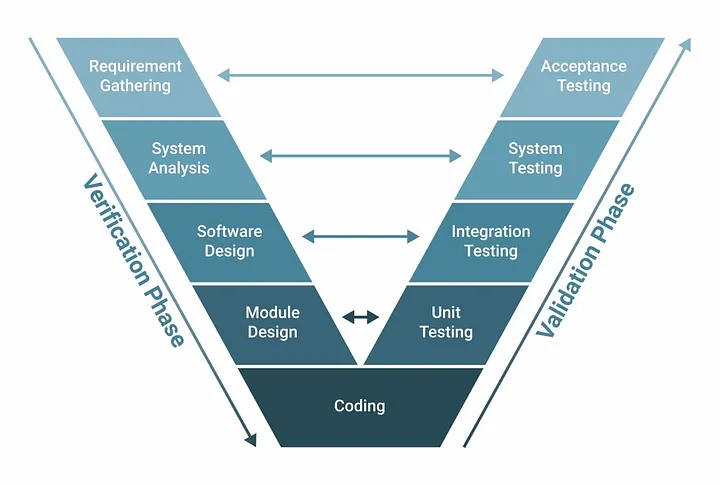 Requirement
Gathering
Acceptance
Testing
System
Analysis
System
Testing
Software
Design
Integration
Testing
Module
Design
Unit
Testing
Coding
Verification Phase
Validation Phase